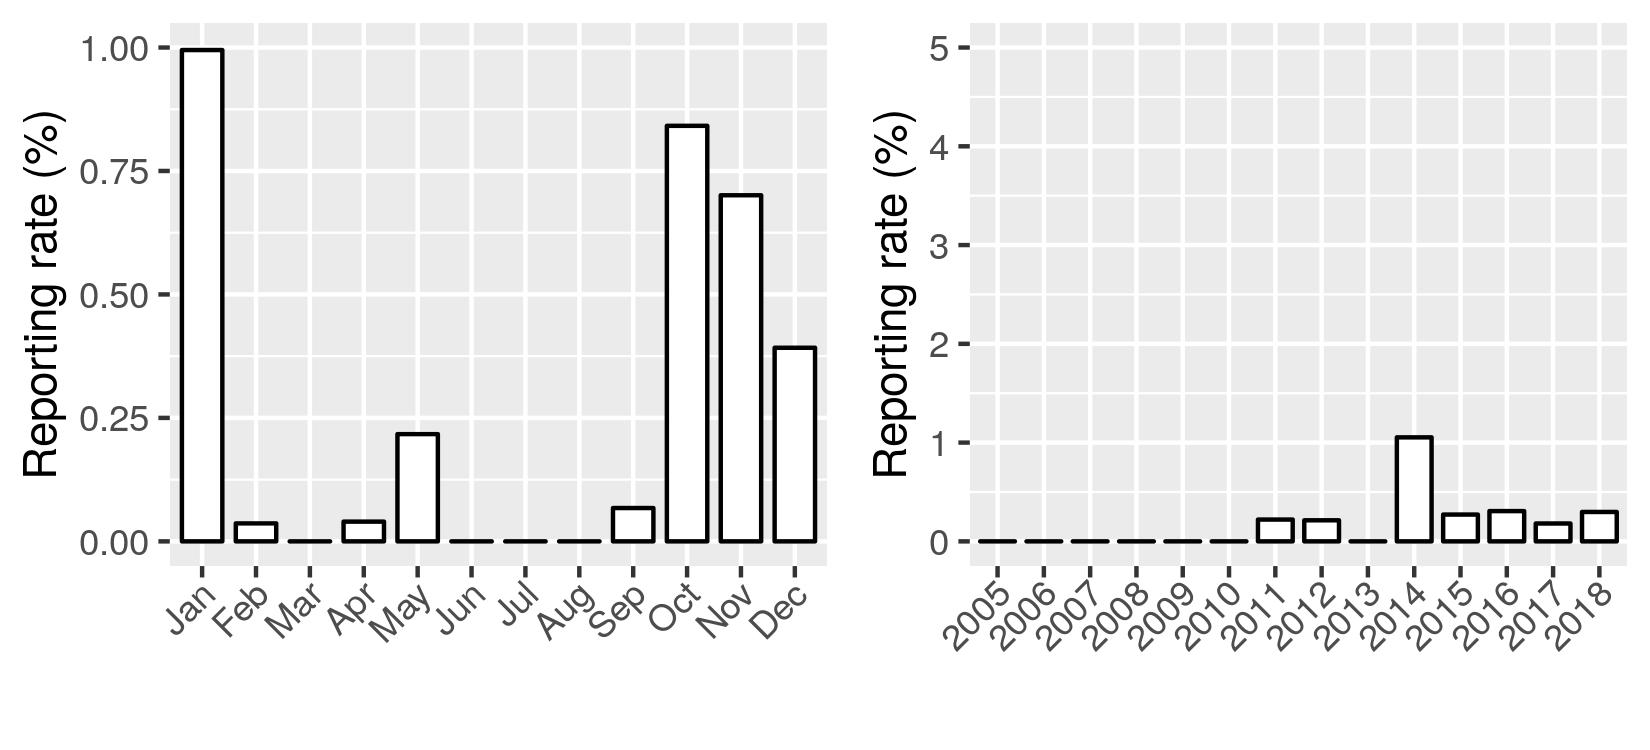 Reporting rate (%)
1.00
0.75
0.50
0.25
0.00
Jan Feb Mar Apr May Jun Jul Aug Sep Oct Nov Dec
Reporting rate (%)
5
4
3
2
1
0
2005 2006 2007 2008 2009 2010 2011 2012 2013 2014 2015 2016 2017 2018